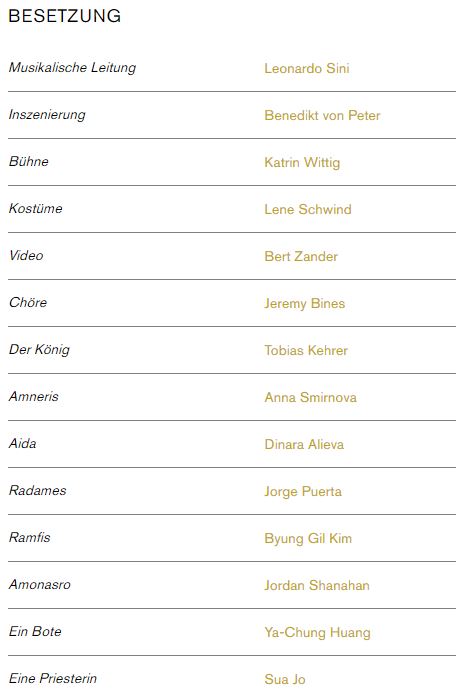 BESETZUNG
Musikalische Leitung Leonardo Sini
Inszenierung Benedikt von Peter
Bühne Katrin Wittig
Kostüme Lene Schwind
Video Bert Zander
Chöre Jeremy Bines
Der König Tobias Kehrer
Amneris Anna Smirnova
Aida Dinara Alieva
Radames Jorge Puerta
Ramfis Byung Gil Kim
Amonasro Jordan Shanahan
Ein Bote Ya-Chung Huang
Eine Priesterin Sua Jo